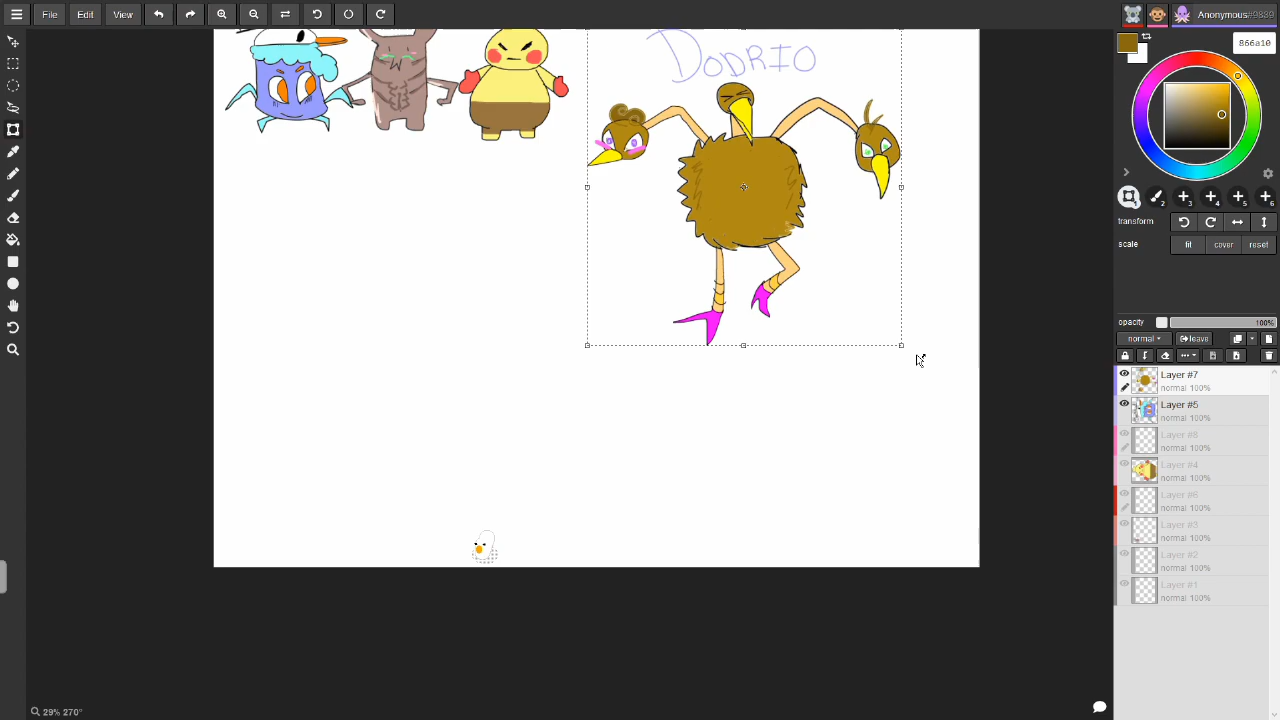 File Edit View Anonymous#9889
866a10
DODRIO
transform
scale fit cover reset
opacity 100%
normal leave
Layer #7
normal 100%
Layer #5
normal 100%
Layer #8
normal 100%
Layer #4
normal 100%
Layer #6
normal 100%
Layer #3
normal 100%
Layer #2
normal 100%
Layer #1
normal 100%
29% 270°